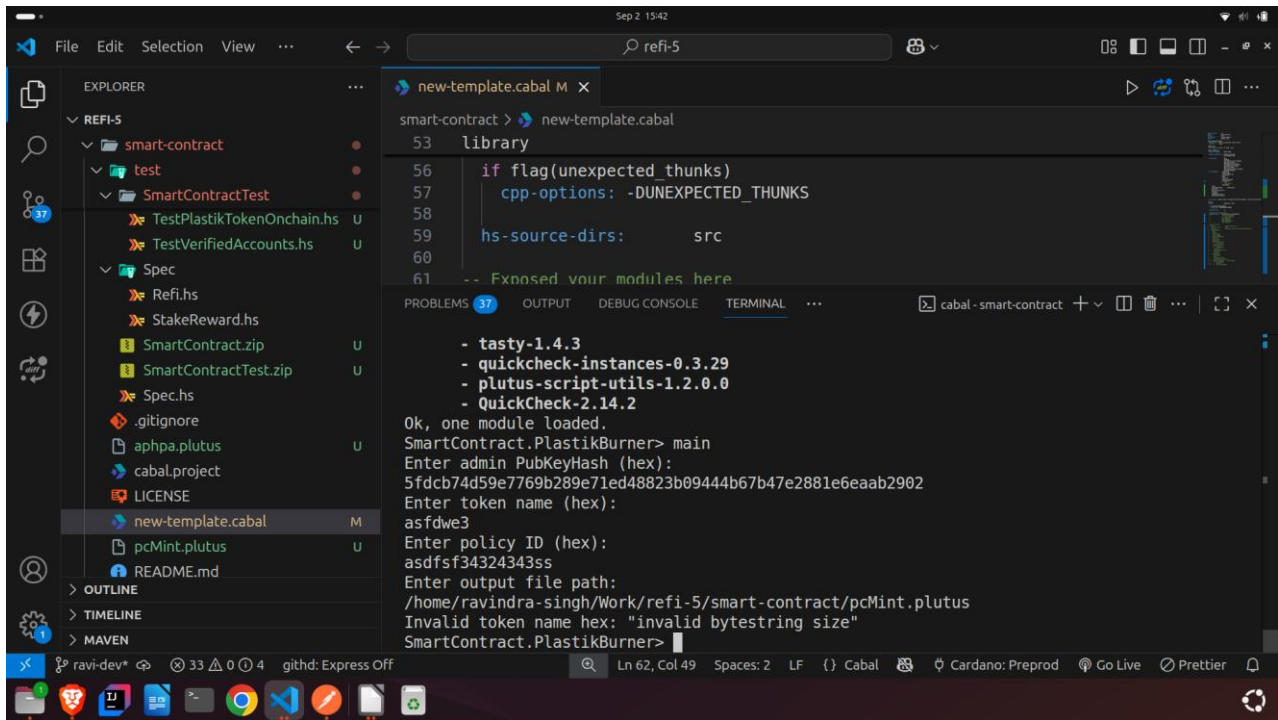 Sep 2 15:42
File Edit Selection View ··· refi-5
EXPLORER ···
REFI-5
smart-contract
test
SmartContractTest
TestPlastikTokenOnchain.hs U
TestVerifiedAccounts.hs U
Spec
Refi.hs
StakeReward.hs
SmartContract.zip U
SmartContractTest.zip U
Spec.hs
.gitignore
aphpa.plutus U
cabal.project
LICENSE
new-template.cabal M
pcMint.plutus U
README.md
OUTLINE
TIMELINE
MAVEN
37
diff
1
new-template.cabal M ×
smart-contract > new-template.cabal
53 library
56 if flag(unexpected_thunks)
57 cpp-options: -DUNEXPECTED_THUNKS
58
59 hs-source-dirs: src
60
61 -- Exposed your modules here
PROBLEMS 37 OUTPUT DEBUG CONSOLE TERMINAL ··· cabal - smart-contract
- tasty-1.4.3
- quickcheck-instances-0.3.29
- plutus-script-utils-1.2.0.0
- QuickCheck-2.14.2
Ok, one module loaded.
SmartContract.PlastikBurner> main
Enter admin PubKeyHash (hex):
5fdcb74d59e7769b289e71ed48823b09444b67b47e2881e6eaab2902
Enter token name (hex):
asfdwe3
Enter policy ID (hex):
asdfsf34324343ss
Enter output file path:
/home/ravindra-singh/Work/refi-5/smart-contract/pcMint.plutus
Invalid token name hex: "invalid bytestring size"
SmartContract.PlastikBurner>
ravi-dev* 33 0 4 githd: Express Off Ln 62, Col 49 Spaces: 2 LF {} Cabal Cardano: Preprod Go Live Prettier